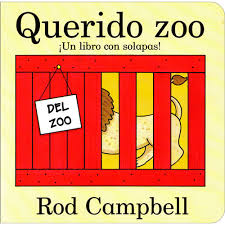 Querido zoo
¡Un libro con solapas!
DEL
ZOO
Rod Campbell